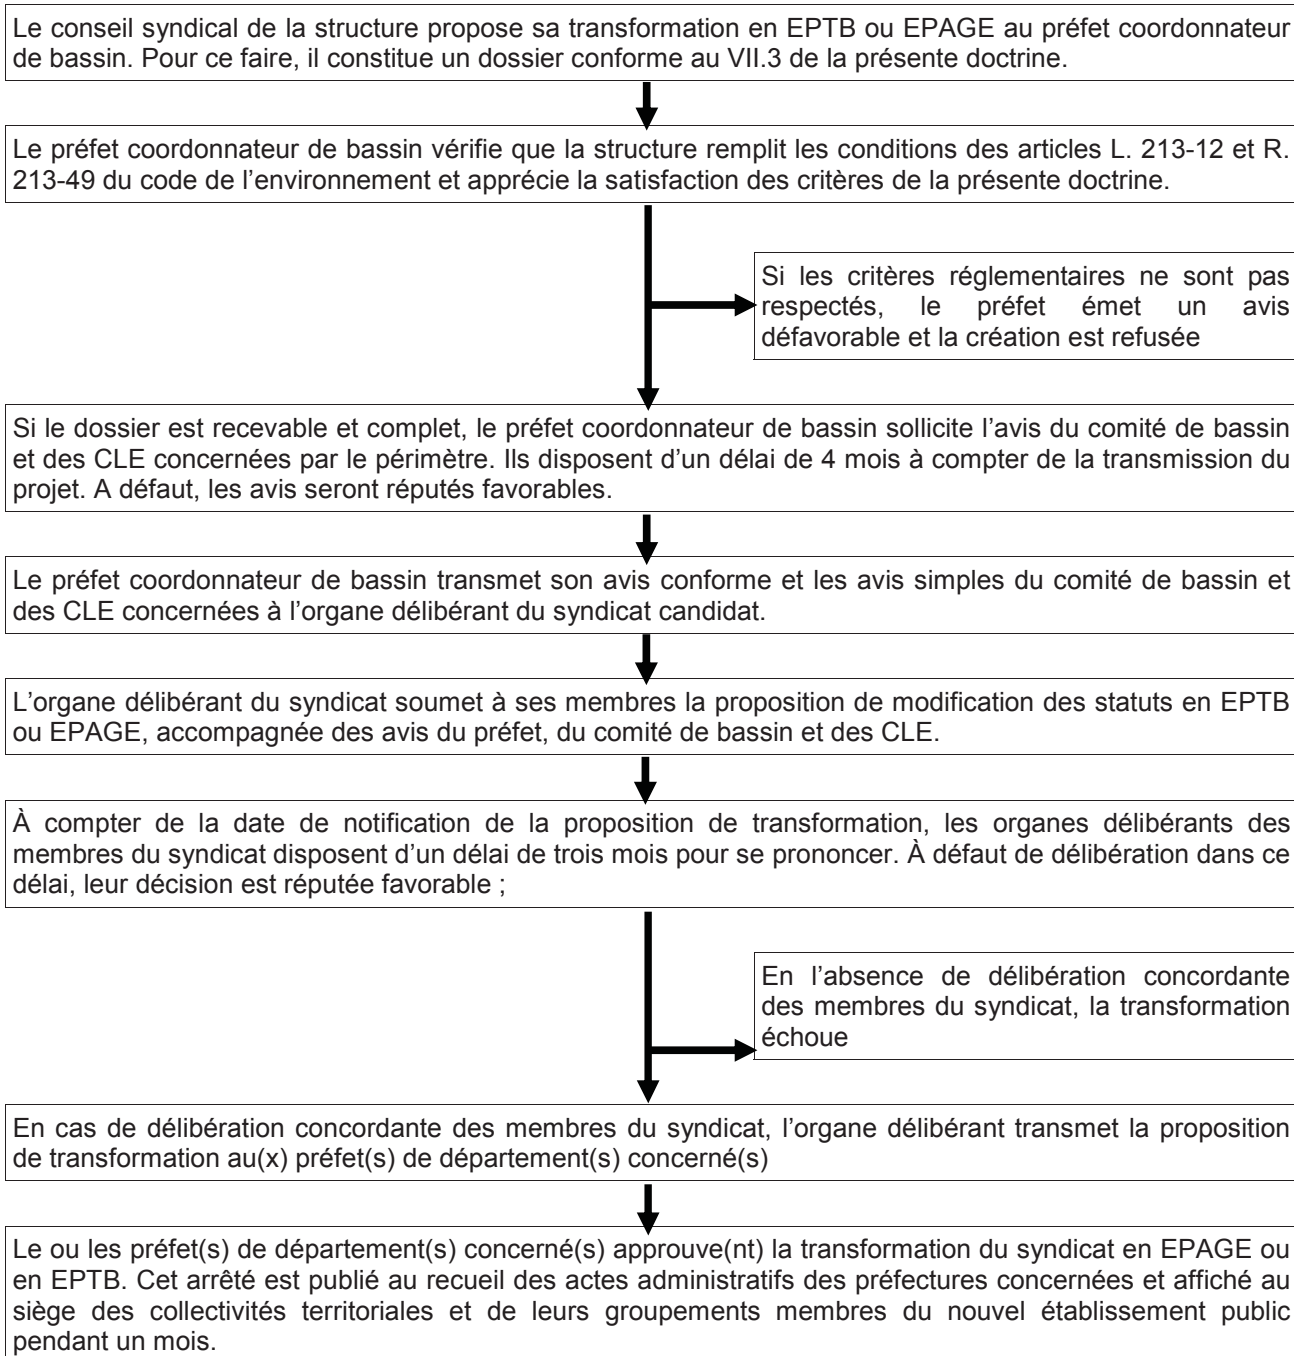 Le conseil syndical de la structure propose sa transformation en EPTB ou EPAGE au préfet coordonnateur
de bassin. Pour ce faire, il constitue un dossier conforme au VII.3 de la présente doctrine.
Le préfet coordonnateur de bassin vérifie que la structure remplit les conditions des articles L. 213-12 et R.
213-49 du code de l’environnement et apprécie la satisfaction des critères de la présente doctrine.
Si les critères réglementaires ne sont pas
respectés, le préfet émet un avis
défavorable et la création est refusée
Si le dossier est recevable et complet, le préfet coordonnateur de bassin sollicite l’avis du comité de bassin
et des CLE concernées par le périmètre. Ils disposent d’un délai de 4 mois à compter de la transmission du
projet. A défaut, les avis seront réputés favorables.
Le préfet coordonnateur de bassin transmet son avis conforme et les avis simples du comité de bassin et
des CLE concernées à l’organe délibérant du syndicat candidat.
L’organe délibérant du syndicat soumet à ses membres la proposition de modification des statuts en EPTB
ou EPAGE, accompagnée des avis du préfet, du comité de bassin et des CLE.
À compter de la date de notification de la proposition de transformation, les organes délibérants des
membres du syndicat disposent d’un délai de trois mois pour se prononcer. À défaut de délibération dans ce
délai, leur décision est réputée favorable ;
En l’absence de délibération concordante
des membres du syndicat, la transformation
échoue
En cas de délibération concordante des membres du syndicat, l’organe délibérant transmet la proposition
de transformation au(x) préfet(s) de département(s) concerné(s)
Le ou les préfet(s) de département(s) concerné(s) approuve(nt) la transformation du syndicat en EPAGE ou
en EPTB. Cet arrêté est publié au recueil des actes administratifs des préfectures concernées et affiché au
siège des collectivités territoriales et de leurs groupements membres du nouvel établissement public
pendant un mois.